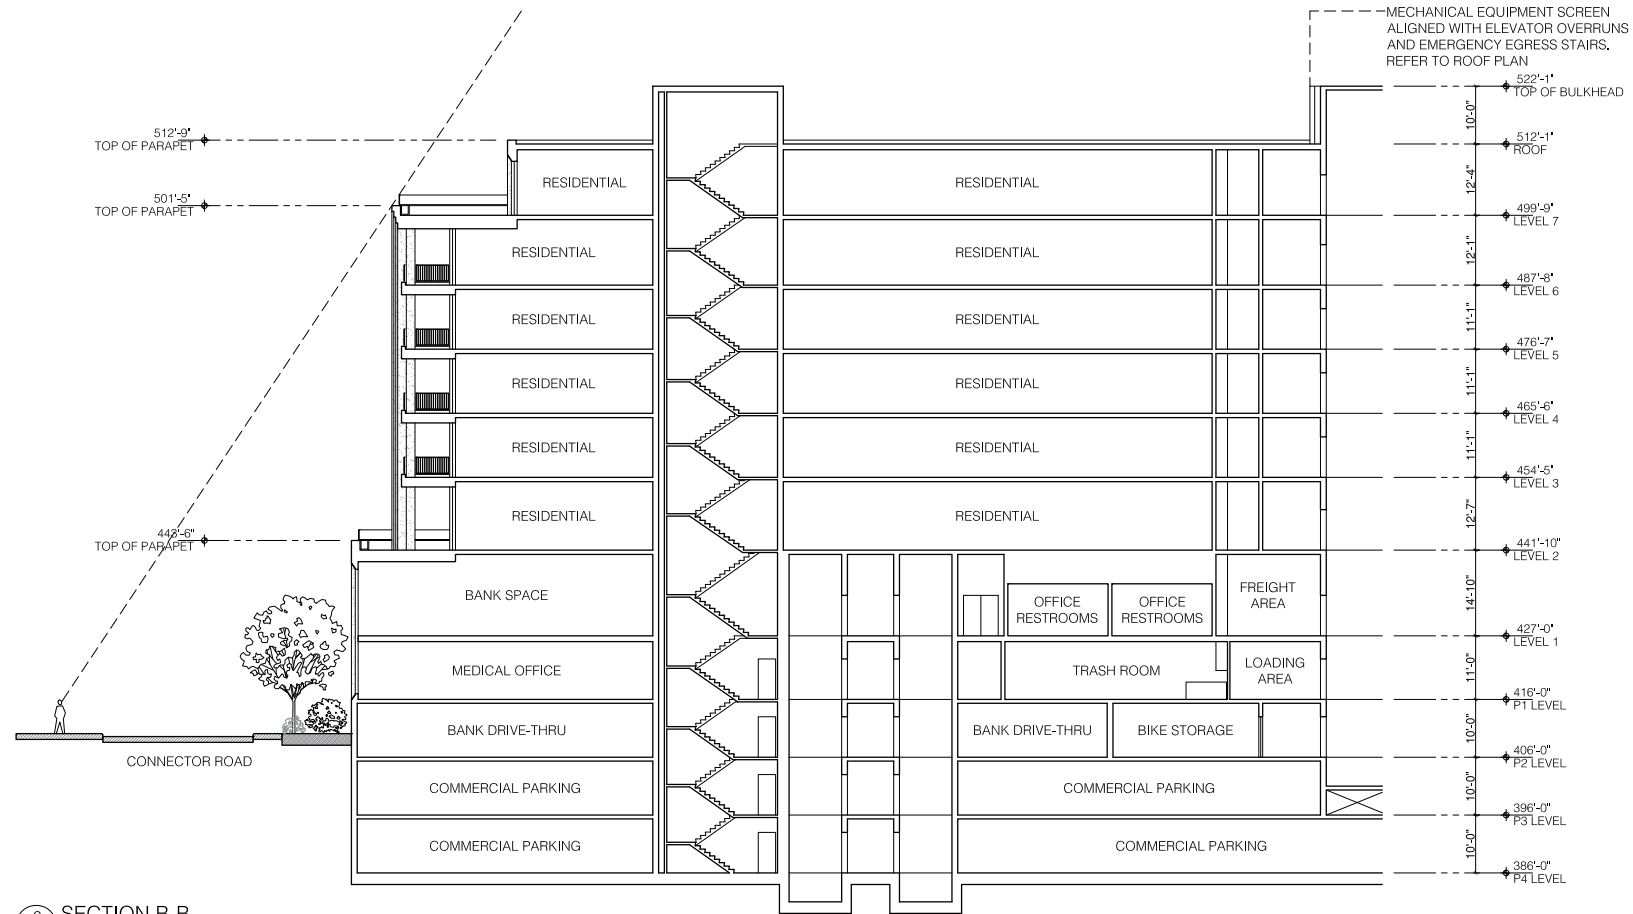 MECHANICAL EQUIPMENT SCREEN
ALIGNED WITH ELEVATOR OVERRUNS
AND EMERGENCY EGRESS STAIRS.
REFER TO ROOF PLAN
522'-1"
TOP OF BULKHEAD
10'-0"
512'-9"
TOP OF PARAPET
512'-1"
ROOF
RESIDENTIAL
RESIDENTIAL
12'-4"
501'-5"
TOP OF PARAPET
499'-9"
LEVEL 7
RESIDENTIAL
RESIDENTIAL
12'-1"
487'-8"
LEVEL 6
RESIDENTIAL
RESIDENTIAL
11'-1"
476'-7"
LEVEL 5
RESIDENTIAL
RESIDENTIAL
11'-1"
465'-6"
LEVEL 4
RESIDENTIAL
RESIDENTIAL
11'-1"
454'-5"
LEVEL 3
RESIDENTIAL
RESIDENTIAL
12'-7"
443'-6"
TOP OF PARAPET
441'-10"
LEVEL 2
BANK SPACE
OFFICE
RESTROOMS
OFFICE
RESTROOMS
FREIGHT
AREA
14'-10"
427'-0"
LEVEL 1
MEDICAL OFFICE
TRASH ROOM
LOADING
AREA
11'-0"
416'-0"
P1 LEVEL
BANK DRIVE-THRU
BANK DRIVE-THRU
BIKE STORAGE
10'-0"
406'-0"
P2 LEVEL
CONNECTOR ROAD
COMMERCIAL PARKING
COMMERCIAL PARKING
10'-0"
396'-0"
P3 LEVEL
COMMERCIAL PARKING
COMMERCIAL PARKING
10'-0"
386'-0"
P4 LEVEL
SECTION B-B